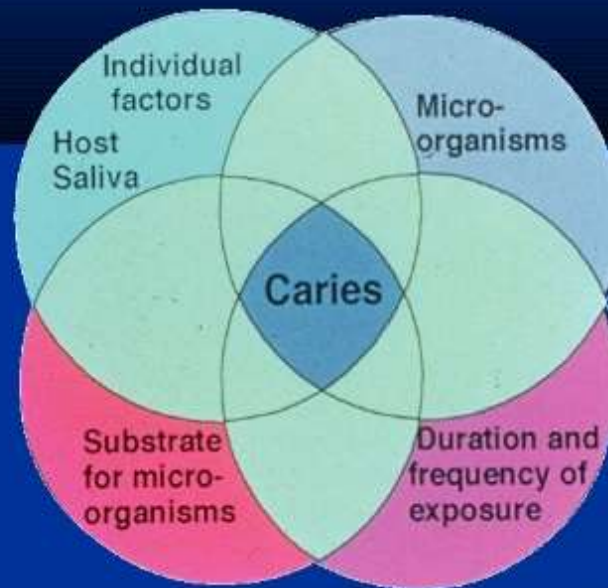 Individual
factors
Host
Saliva
Micro-
organisms
Caries
Substrate
for micro-
organisms
Duration and
frequency of
exposure